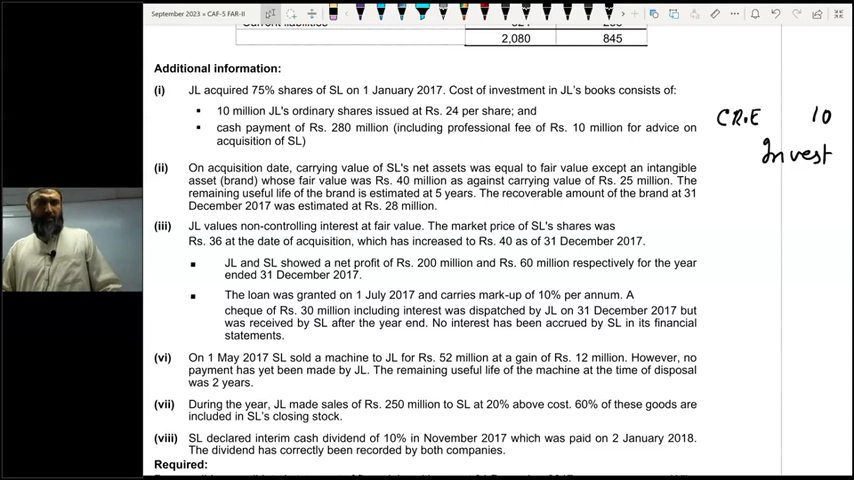 September 2023 » CAF-5 FAR-II
Current liabilities
2,080 845
Additional information:
(i) JL acquired 75% shares of SL on 1 January 2017. Cost of investment in JL's books consists of:
▪ 10 million JL's ordinary shares issued at Rs. 24 per share; and
▪ cash payment of Rs. 280 million (including professional fee of Rs. 10 million for advice on
acquisition of SL)
CR.E 10
Invest
(ii) On acquisition date, carrying value of SL's net assets was equal to fair value except an intangible
asset (brand) whose fair value was Rs. 40 million as against carrying value of Rs. 25 million. The
remaining useful life of the brand is estimated at 5 years. The recoverable amount of the brand at 31
December 2017 was estimated at Rs. 28 million.
(iii) JL values non-controlling interest at fair value. The market price of SL's shares was
Rs. 36 at the date of acquisition, which has increased to Rs. 40 as of 31 December 2017.
▪ JL and SL showed a net profit of Rs. 200 million and Rs. 60 million respectively for the year
ended 31 December 2017.
▪ The loan was granted on 1 July 2017 and carries mark-up of 10% per annum. A
cheque of Rs. 30 million including interest was dispatched by JL on 31 December 2017 but
was received by SL after the year end. No interest has been accrued by SL in its financial
statements.
(vi) On 1 May 2017 SL sold a machine to JL for Rs. 52 million at a gain of Rs. 12 million. However, no
payment has yet been made by JL. The remaining useful life of the machine at the time of disposal
was 2 years.
(vii) During the year, JL made sales of Rs. 250 million to SL at 20% above cost. 60% of these goods are
included in SL's closing stock.
(viii) SL declared interim cash dividend of 10% in November 2017 which was paid on 2 January 2018.
The dividend has correctly been recorded by both companies.
Required: